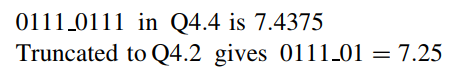 0111_0111 in Q4.4 is 7.4375
Truncated to Q4.2 gives 0111_01 = 7.25